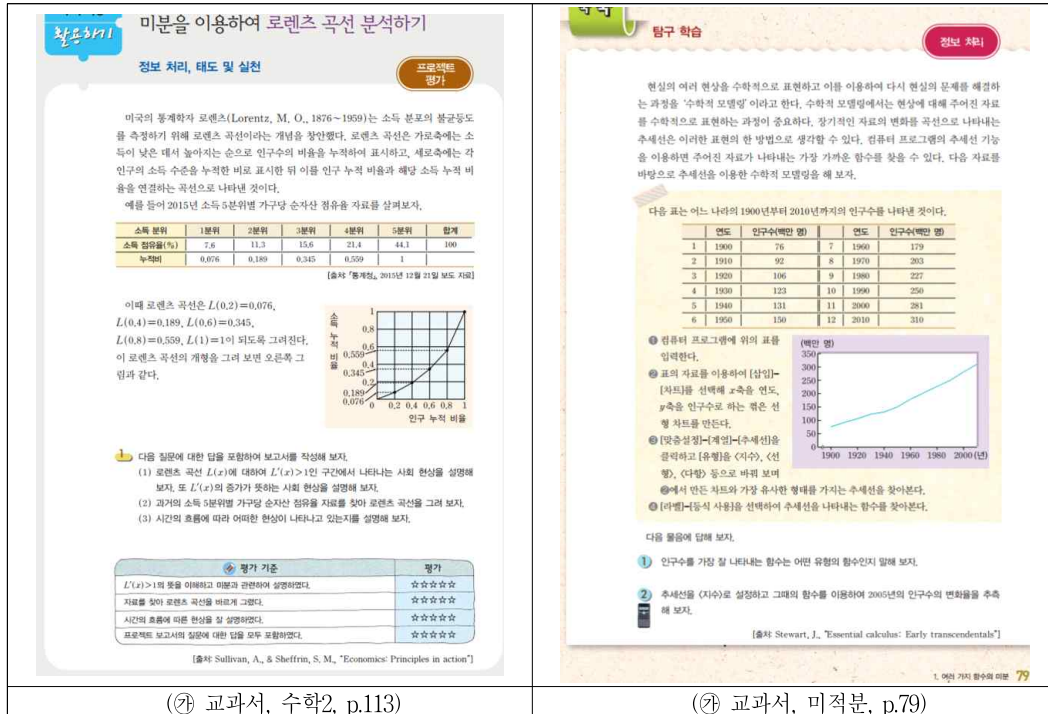 활용하기
미분을 이용하여 로렌츠 곡선 분석하기
정보 처리, 태도 및 실천
프로젝트
평가
미국의 통계학자 로렌츠(Lorentz, M. O., 1876~1959)는 소득 분포의 불균등도
를 측정하기 위해 로렌츠 곡선이라는 개념을 창안했다. 로렌츠 곡선은 가로축에는 소
득이 낮은 데서 높아지는 순으로 인구수의 비율을 누적하여 표시하고, 세로축에는 각
인구의 소득 수준을 누적한 비로 표시한 뒤 이를 인구 누적 비율과 해당 소득 누적 비
율을 연결하는 곡선으로 나타낸 것이다.
예를 들어 2015년 소득 5분위별 가구당 순자산 점유율 자료를 살펴보자.
소득 분위 1분위 2분위 3분위 4분위 5분위 합계
소득 점유율(%) 7.6 11.3 15.6 21.4 44.1 100
누적비 0.076 0.189 0.345 0.559 1
[출처: 『통계청』, 2015년 12월 21일 보도 자료]
이때 로렌츠 곡선은 L(0.2)=0.076,
L(0.4)=0.189, L(0.6)=0.345,
L(0.8)=0.559, L(1)=1이 되도록 그려진다.
이 로렌츠 곡선의 개형을 그려 보면 오른쪽 그
림과 같다.
소득 누적 비율
1
0.8
0.6
0.559
0.4
0.345
0.2
0.189
0.076
0 0.2 0.4 0.6 0.8 1
인구 누적 비율
1 다음 질문에 대한 답을 포함하여 보고서를 작성해 보자.
(1) 로렌츠 곡선 L(x)에 대하여 L′(x)>1인 구간에서 나타나는 사회 현상을 설명해
보자. 또 L′(x)의 증가가 뜻하는 사회 현상을 설명해 보자.
(2) 과거의 소득 5분위별 가구당 순자산 점유율 자료를 찾아 로렌츠 곡선을 그려 보자.
(3) 시간의 흐름에 따라 어떠한 현상이 나타나고 있는지를 설명해 보자.
평가 기준 평가
L′(x)>1의 뜻을 이해하고 미분과 관련하여 설명하였다. ☆☆☆☆☆
자료를 찾아 로렌츠 곡선을 바르게 그렸다. ☆☆☆☆☆
시간의 흐름에 따른 현상을 잘 설명하였다. ☆☆☆☆☆
프로젝트 보고서의 질문에 대한 답을 모두 포함하였다. ☆☆☆☆☆
[출처: Sullivan, A., & Sheffrin, S. M., "Economics: Principles in action"]
(㉮ 교과서, 수학2, p.113)
탐구 학습
정보 처리
현실의 여러 현상을 수학적으로 표현하고 이를 이용하여 다시 현실의 문제를 해결하
는 과정을 '수학적 모델링'이라고 한다. 수학적 모델링에서는 현상에 대해 주어진 자료
를 수학적으로 표현하는 과정이 중요하다. 장기적인 자료의 변화를 곡선으로 나타내는
추세선은 이러한 표현의 한 방법으로 생각할 수 있다. 컴퓨터 프로그램의 추세선 기능
을 이용하면 주어진 자료가 나타내는 가장 가까운 함수를 찾을 수 있다. 다음 자료를
바탕으로 추세선을 이용한 수학적 모델링을 해 보자.
다음 표는 어느 나라의 1900년부터 2010년까지의 인구수를 나타낸 것이다.
연도 인구수(백만 명) 연도 인구수(백만 명)
1 1900 76 7 1960 179
2 1910 92 8 1970 203
3 1920 106 9 1980 227
4 1930 123 10 1990 250
5 1940 131 11 2000 281
6 1950 150 12 2010 310
❶ 컴퓨터 프로그램에 위의 표를
입력한다.
❷ 표의 자료를 이용하여 [삽입]-
[차트]를 선택해 x축을 연도,
y축을 인구수로 하는 꺾은 선
형 차트를 만든다.
❸ [맞춤설정]-[계열]-[추세선]을
클릭하고 [유형]을 〈지수〉, 〈선
형〉, 〈다항〉 등으로 바꿔 보며
❷에서 만든 차트와 가장 유사한 형태를 가지는 추세선을 찾아본다.
❹ [라벨]-[등식 사용]을 선택하여 추세선을 나타내는 함수를 찾아본다.
(백만 명)
350
300
250
200
150
100
50
0
1900 1920 1940 1960 1980 2000 (년)
다음 물음에 답해 보자.
1 인구수를 가장 잘 나타내는 함수는 어떤 유형의 함수인지 말해 보자.
2 추세선을 〈지수〉로 설정하고 그때의 함수를 이용하여 2005년의 인구수의 변화율을 추측
해 보자.
[출처: Stewart, J., "Essential calculus: Early transcendentals"]
1. 여러 가지 함수의 미분 79
(㉮ 교과서, 미적분, p.79)